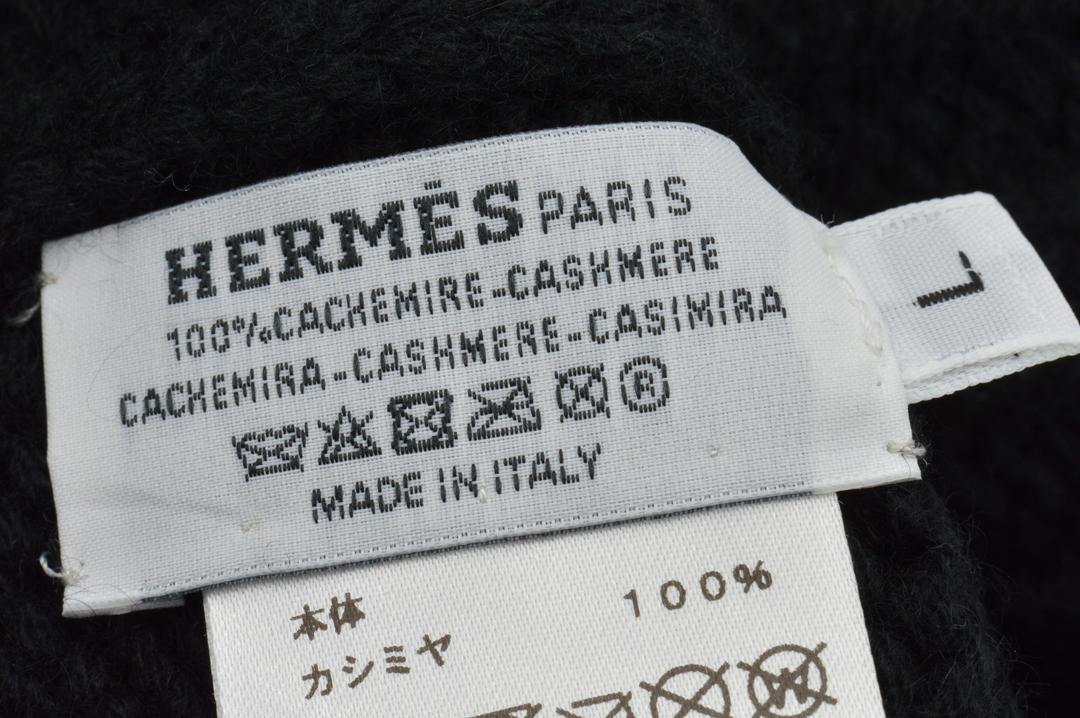 HERMÈS PARIS
100%CACHEMIRE-CASHMERE
CACHEMIRA-CASHMERE-CASIMIRA
Ⓡ
MADE IN ITALY
L
本体 100%
カシミヤ
W